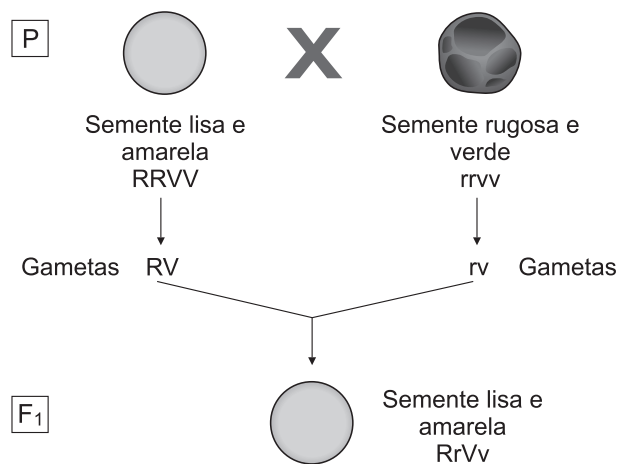 P
X
Semente lisa e
amarela
RRVV
Semente rugosa e
verde
rrvv
Gametas RV
rv Gametas
F₁
Semente lisa e
amarela
RrVv